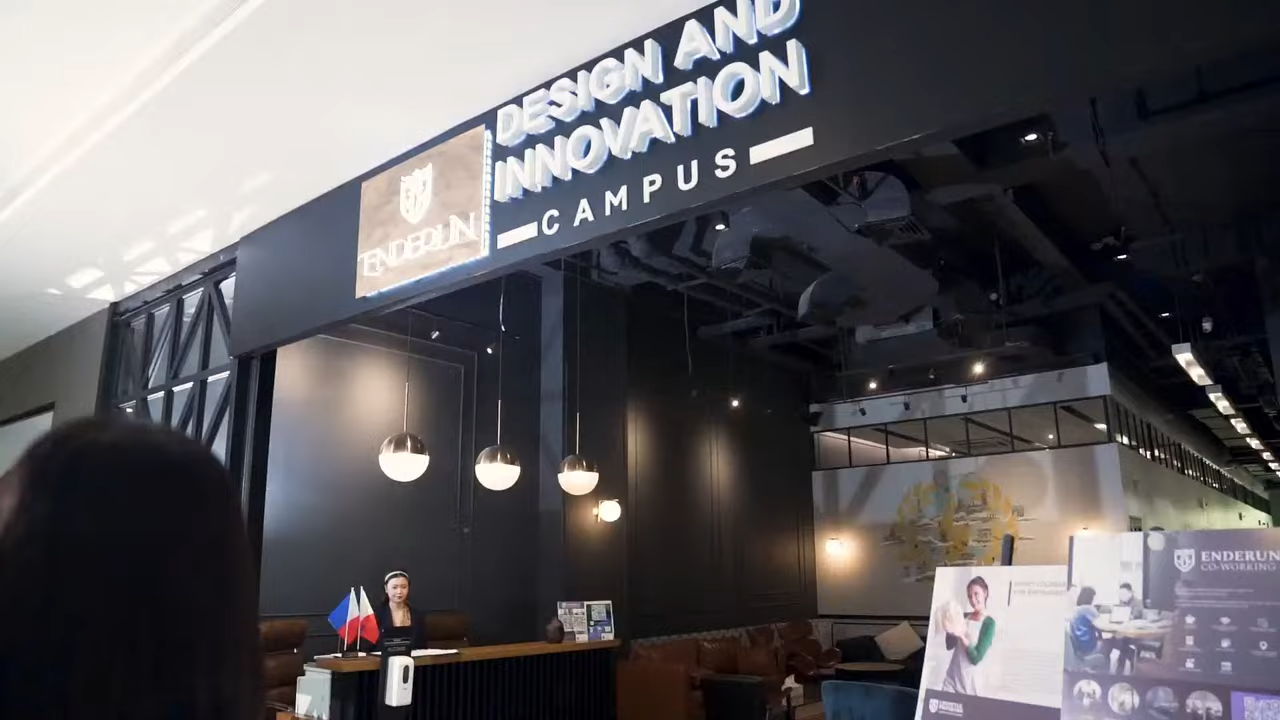 DESIGN AND
INNOVATION
CAMPUS
ENDERUN
ENDERUN
CO-WORKING